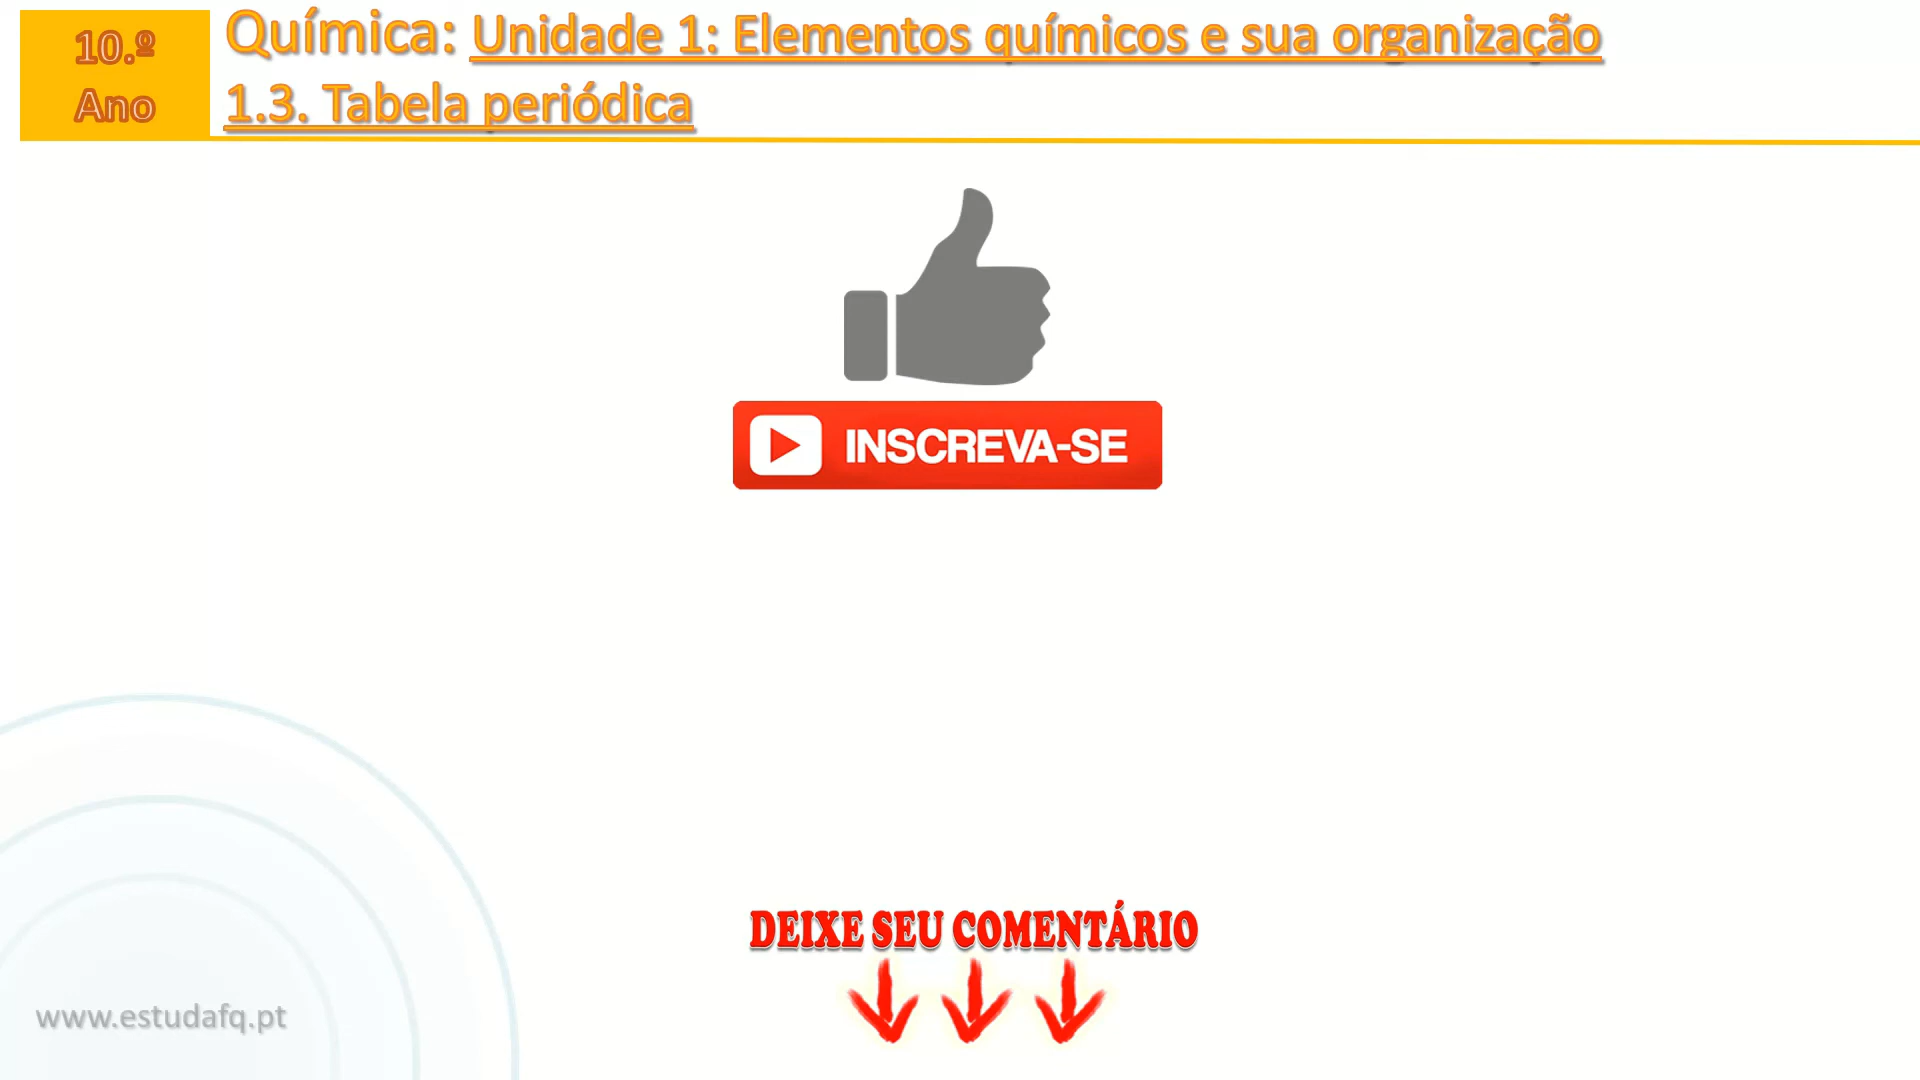 10.º
Ano
Química: Unidade 1: Elementos químicos e sua organização
1.3. Tabela periódica
INSCREVA-SE
DEIXE SEU COMENTÁRIO
www.estudafq.pt